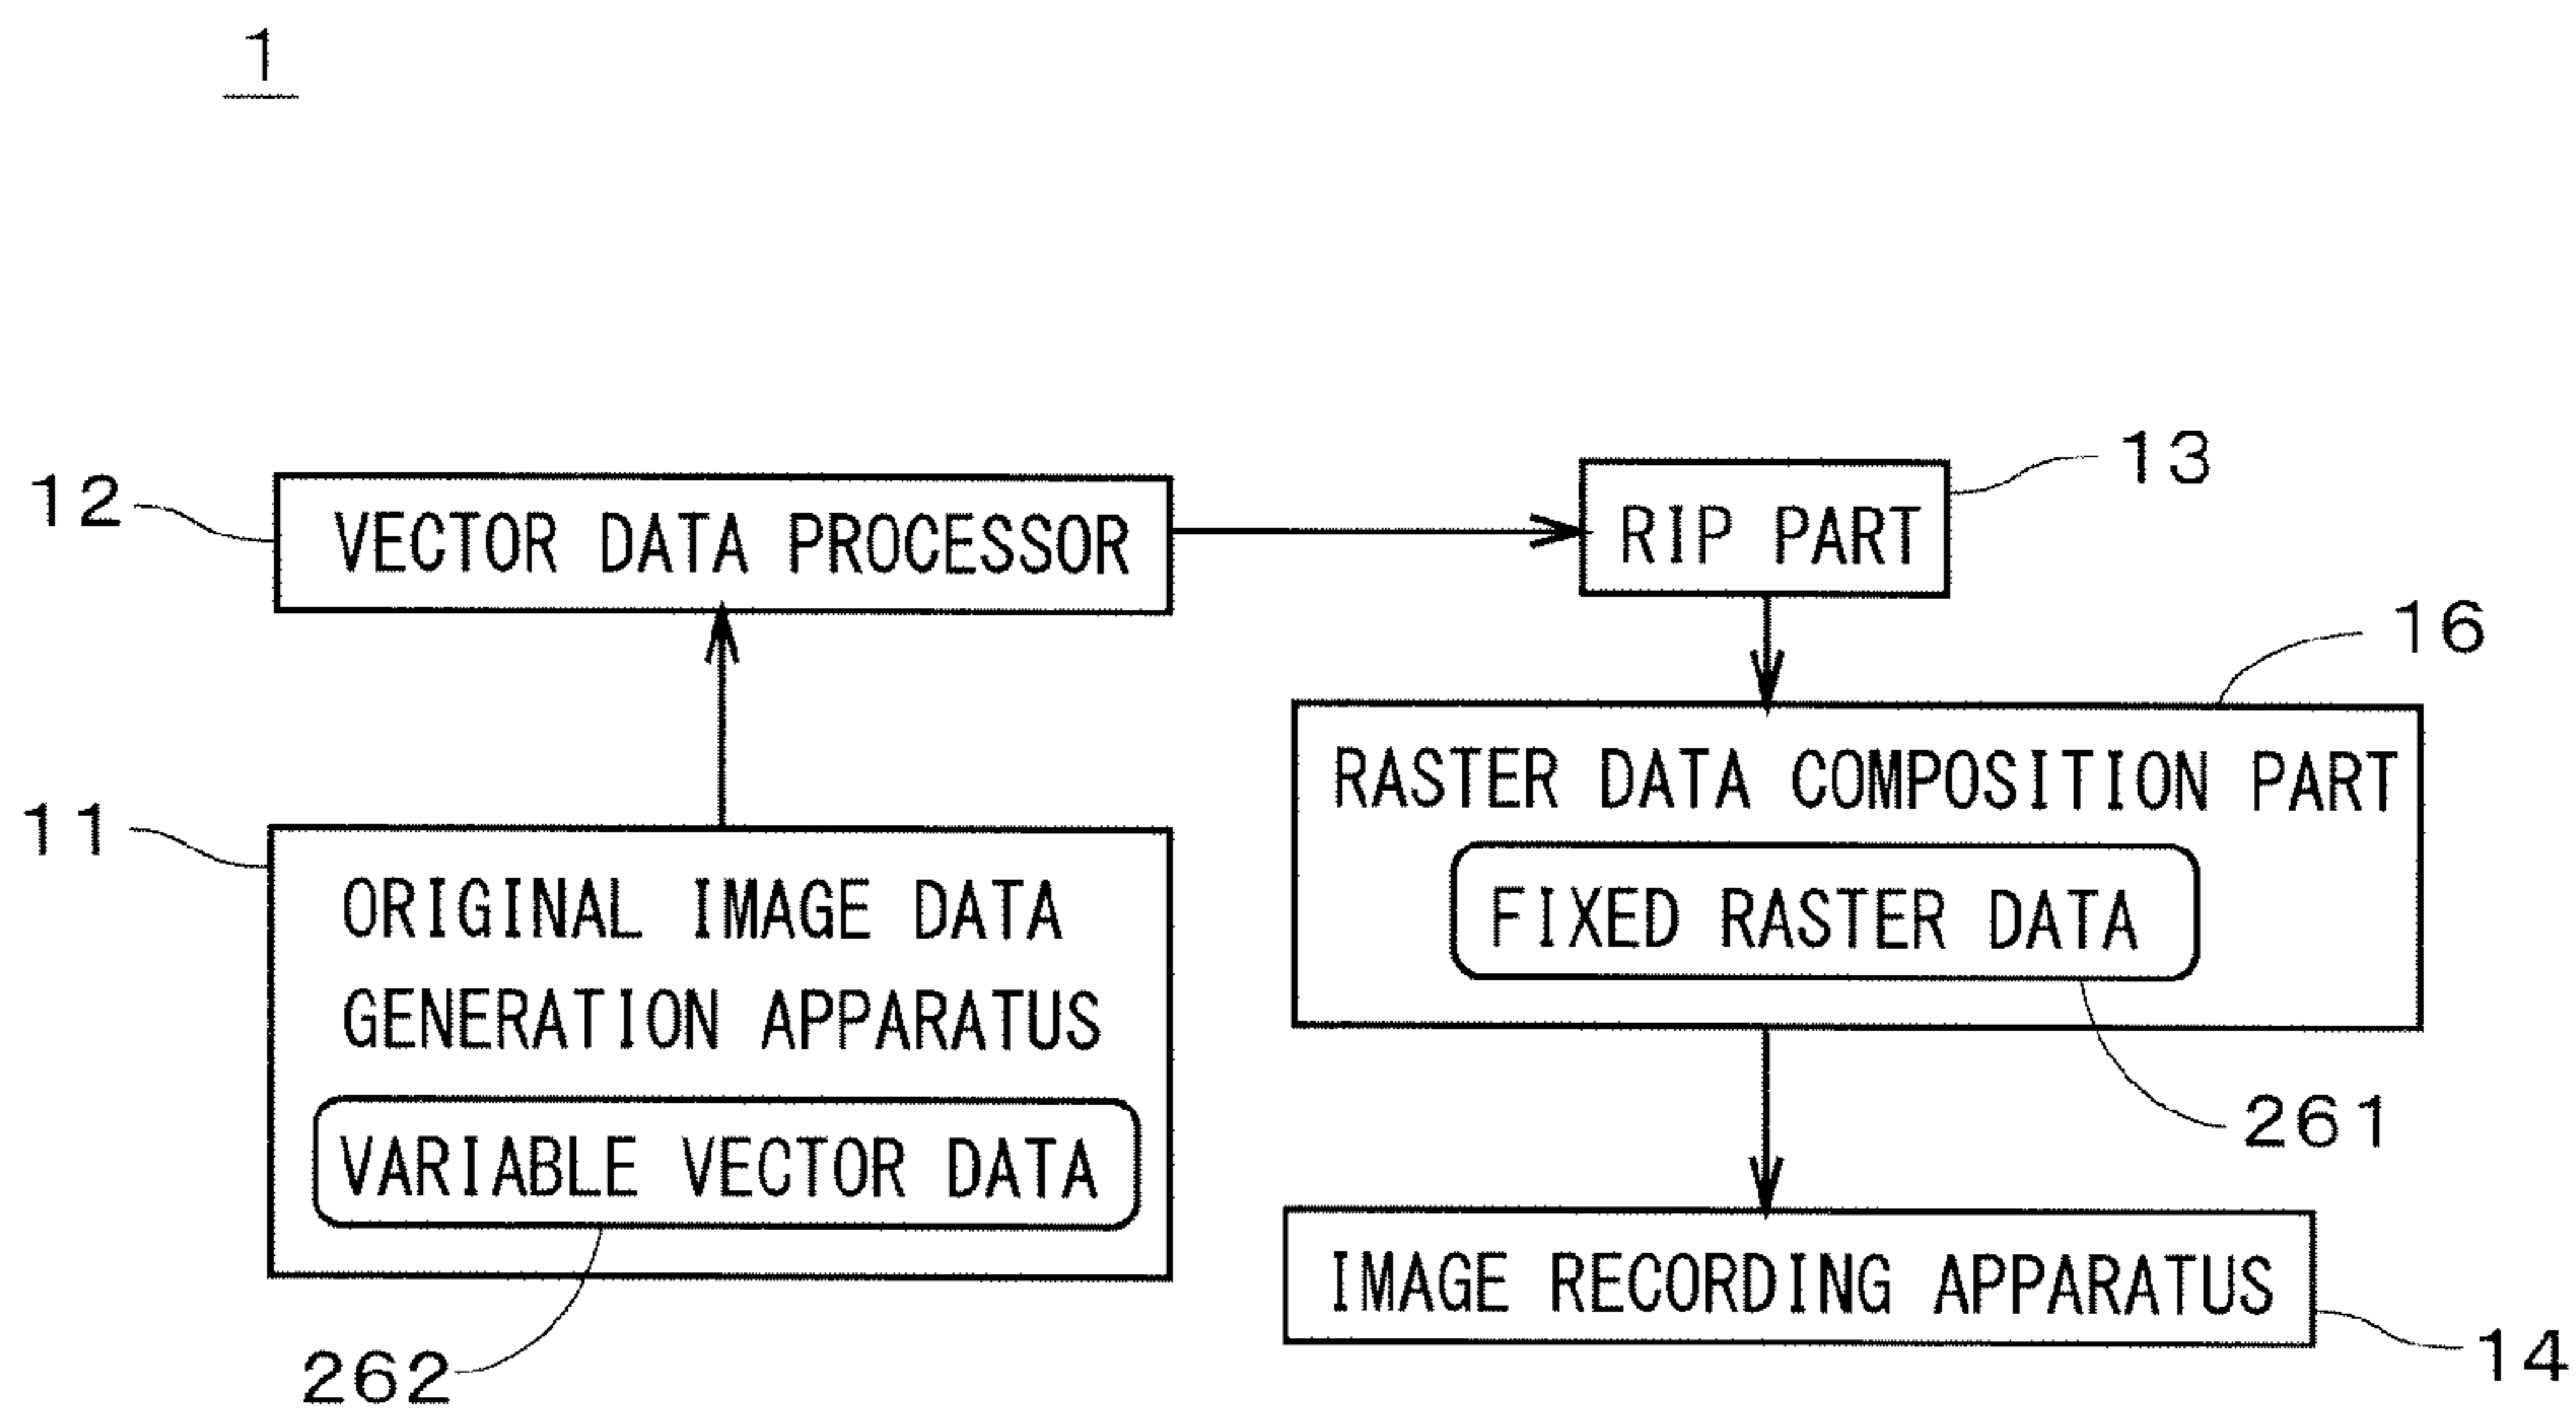 1
12
VECTOR DATA PROCESSOR
RIP PART
13
16
RASTER DATA COMPOSITION PART
FIXED RASTER DATA
261
11
ORIGINAL IMAGE DATA
GENERATION APPARATUS
VARIABLE VECTOR DATA
262
IMAGE RECORDING APPARATUS
14